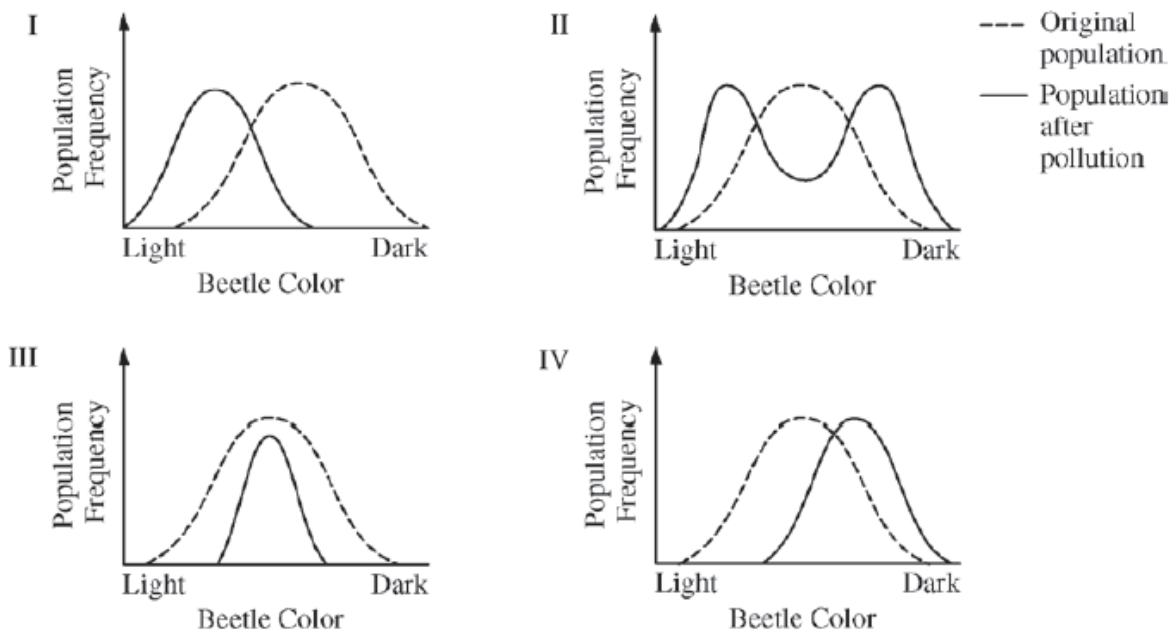 I
Population
Frequency
Light
Dark
Beetle Color
II
Population
Frequency
Light
Dark
Beetle Color
Original
population
Population
after
pollution
III
Population
Frequency
Light
Dark
Beetle Color
IV
Population
Frequency
Light
Dark
Beetle Color